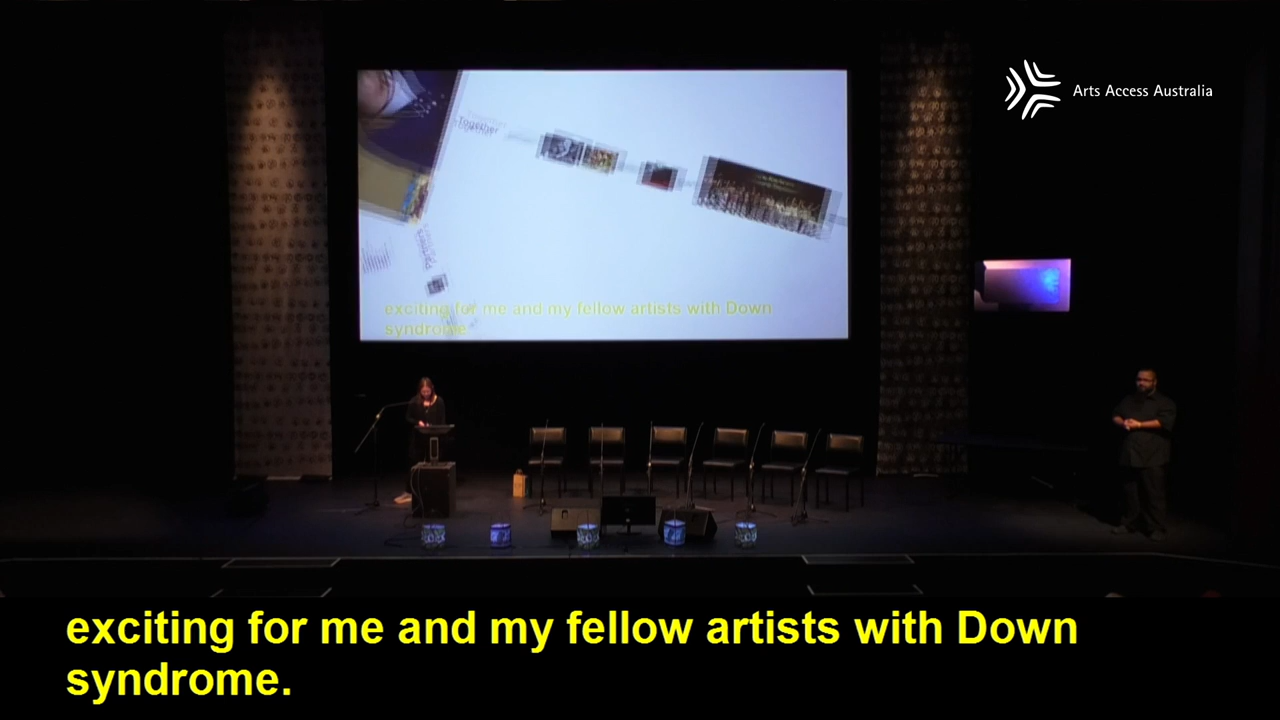 Arts Access Australia
Together
exciting for me and my fellow artists with Down
syndrome.
exciting for me and my fellow artists with Down
syndrome.